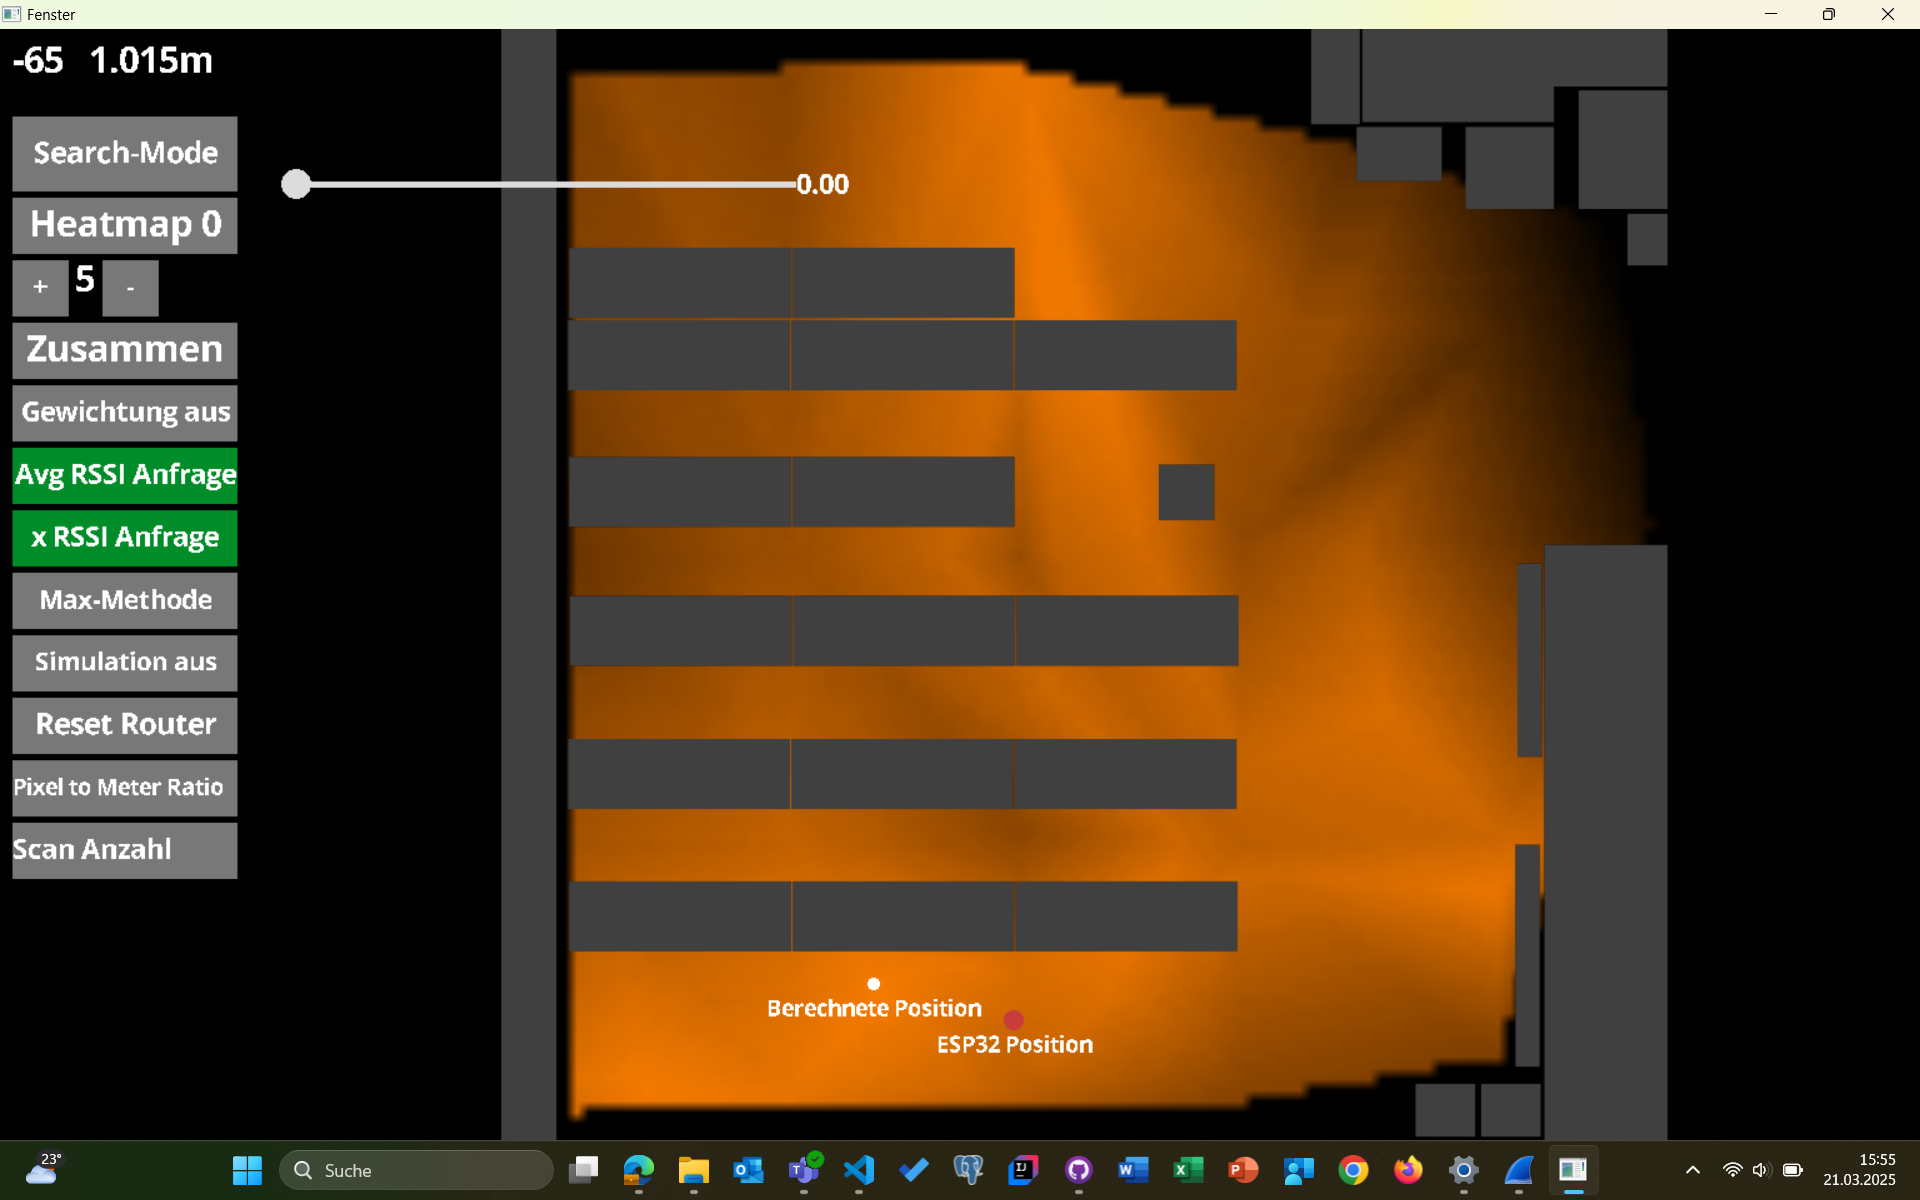 Fenster
-65 1.015m
Search-Mode
0.00
Heatmap 0
+ 5 -
Zusammen
Gewichtung aus
Avg RSSI Anfrage
x RSSI Anfrage
Max-Methode
Simulation aus
Reset Router
Pixel to Meter Ratio
Scan Anzahl
Berechnete Position
ESP32 Position
23°
Suche
15:55
21.03.2025